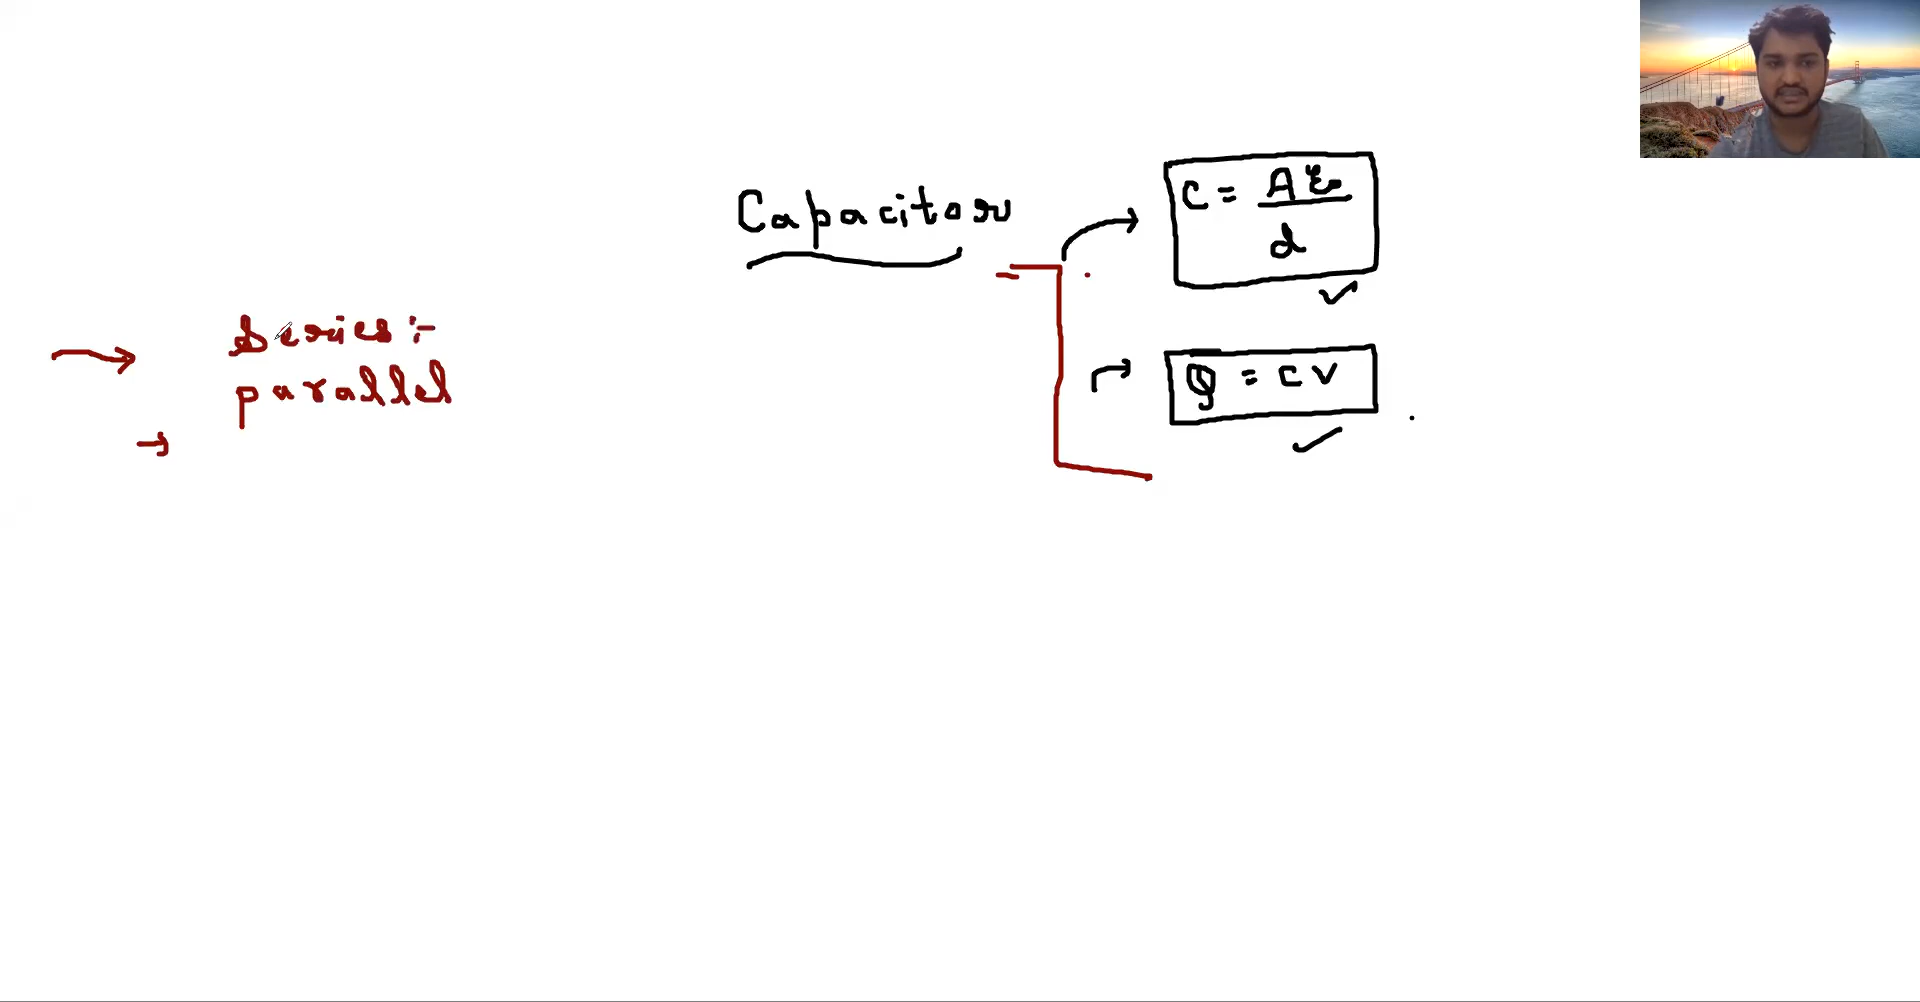 Capacitor
C = Aε₀
d
Q = CV
Series :-
parallel